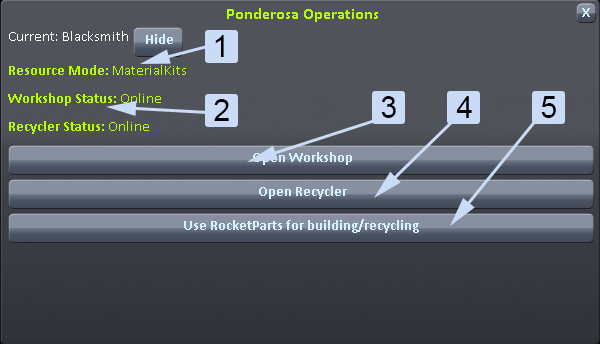 Ponderosa Operations
X
Current: Blacksmith
Hide
1
Resource Mode: MaterialKits
Workshop Status: Online
2
3
4
5
Recycler Status: Online
Open Workshop
Open Recycler
Use RocketParts for building/recycling